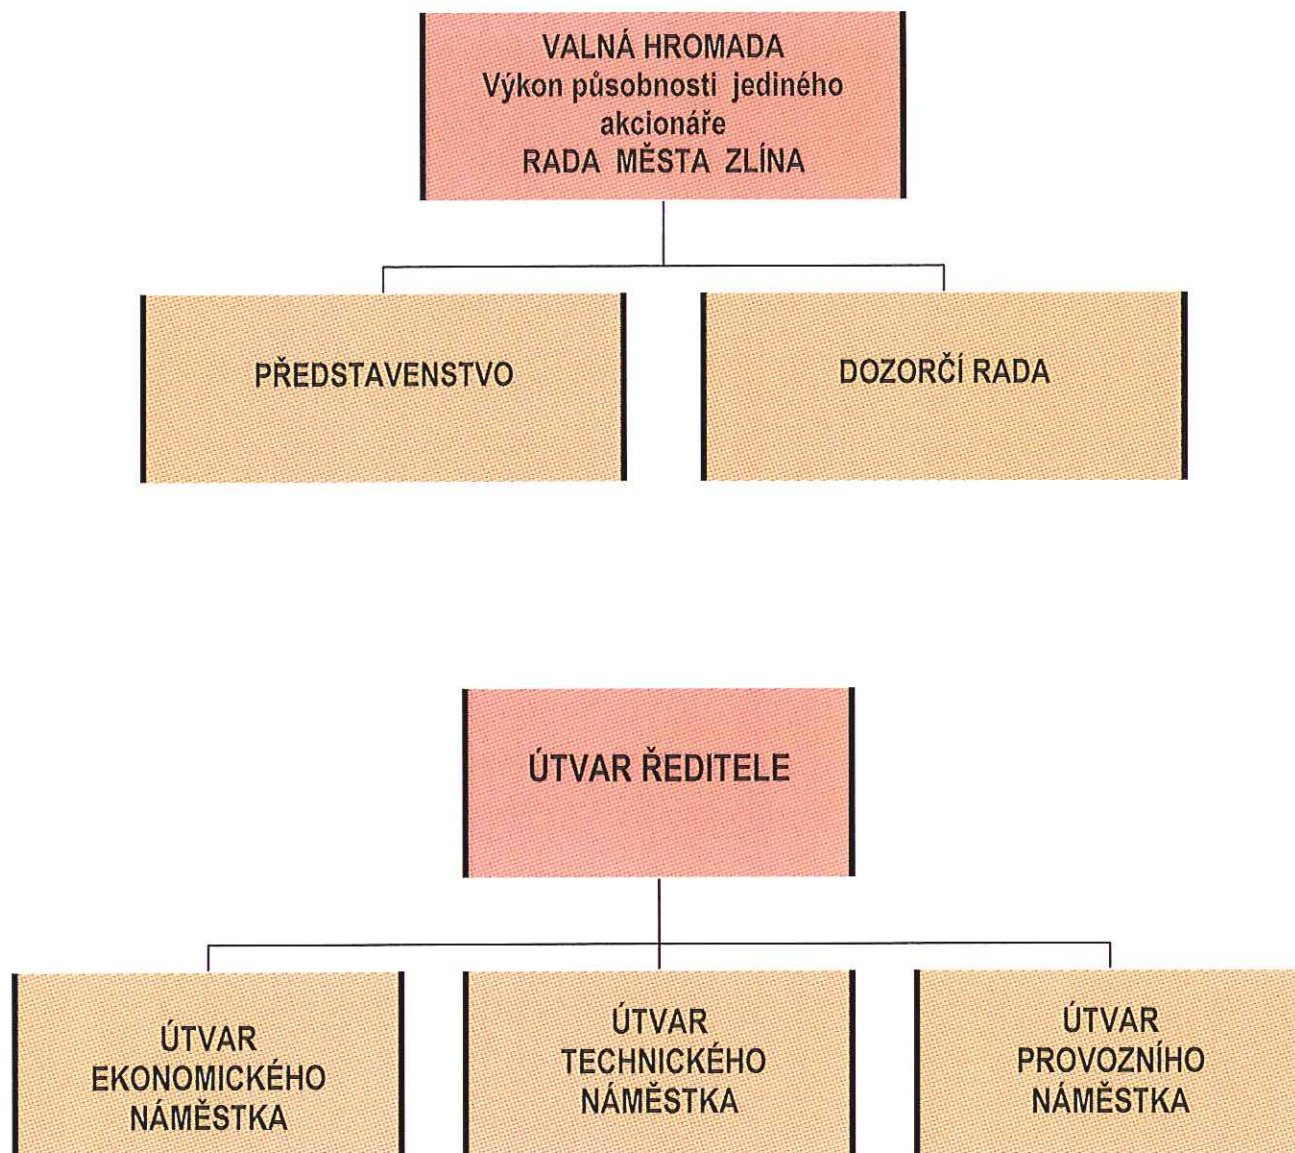 VALNÁ HROMADA
Výkon působnosti jediného
akcionáře
RADA MĚSTA ZLÍNA
PŘEDSTAVENSTVO
DOZORČÍ RADA
ÚTVAR ŘEDITELE
ÚTVAR
EKONOMICKÉHO
NÁMĚSTKA
ÚTVAR
TECHNICKÉHO
NÁMĚSTKA
ÚTVAR
PROVOZNÍHO
NÁMĚSTKA